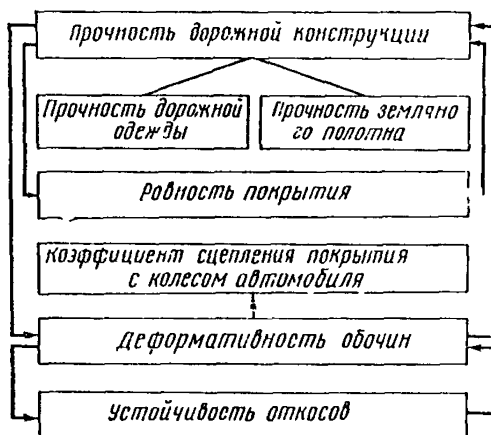 Прочность дорожной конструкции
Прочность дорожной
одежды
Прочность земляно
го полотна
Ровность покрытия
Коэффициент сцепления покрытия
с колесом автомобиля
Деформативность обочин
Устойчивость откосов